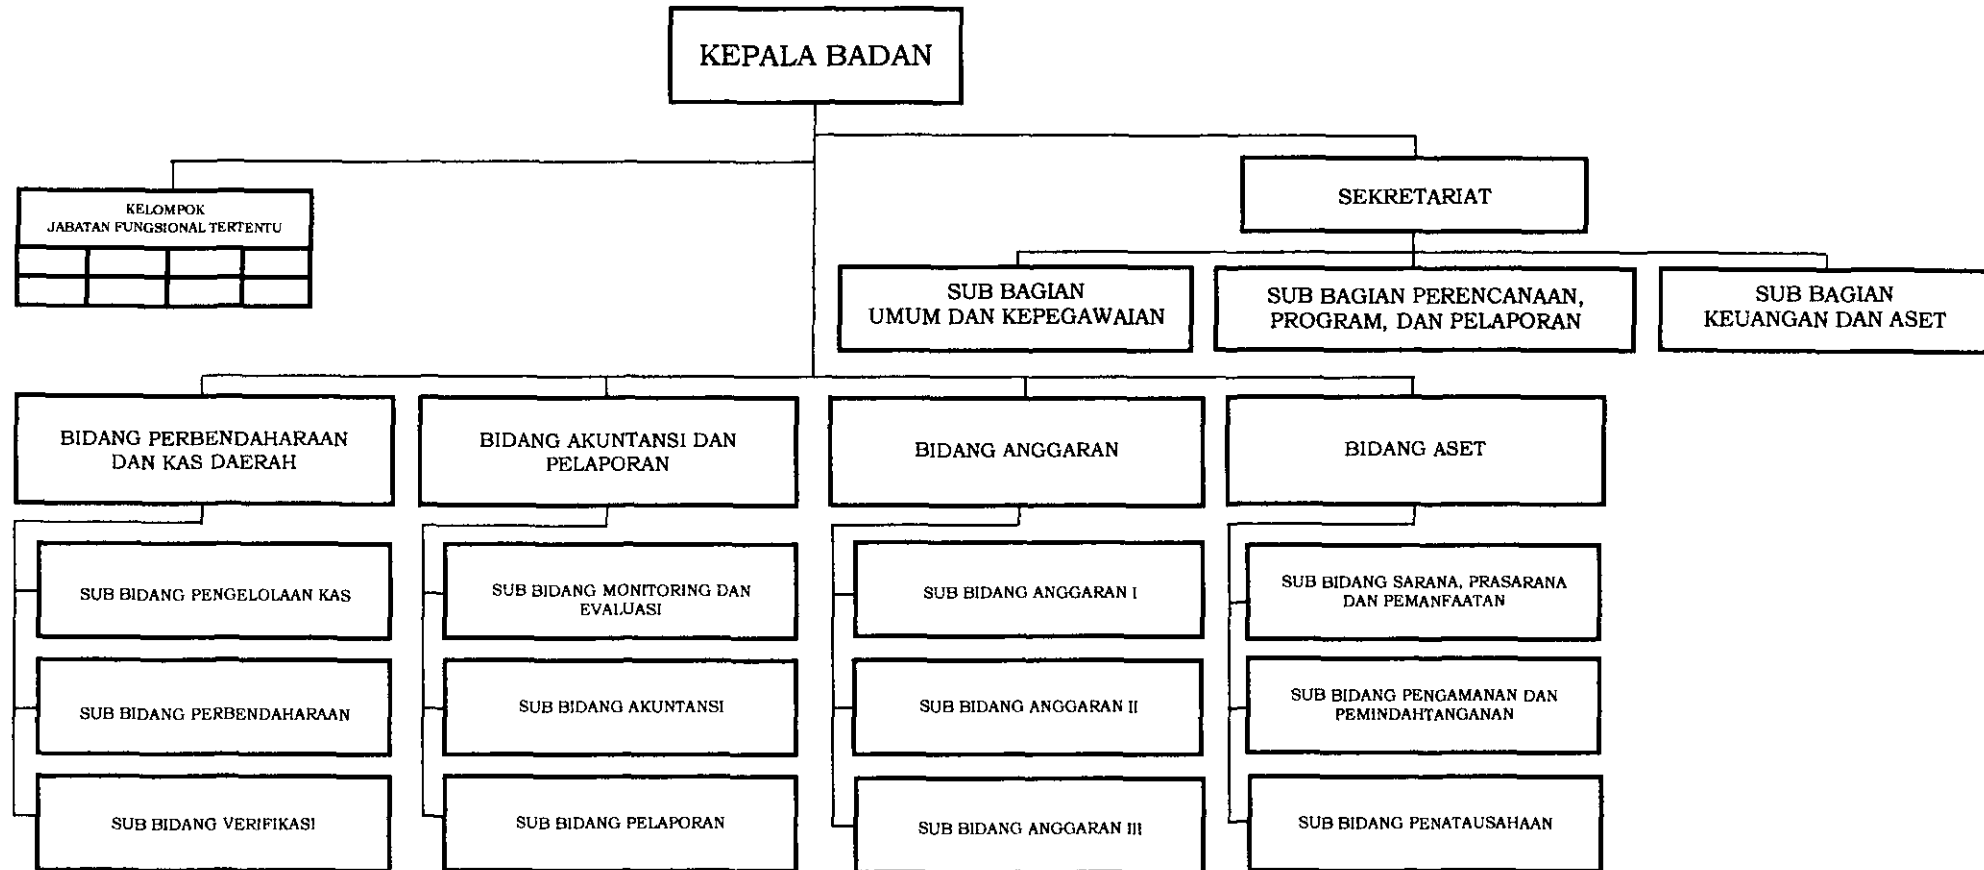 KEPALA BADAN
KELOMPOK
JABATAN FUNGSIONAL TERTENTU
SEKRETARIAT
SUB BAGIAN
UMUM DAN KEPEGAWAIAN
SUB BAGIAN PERENCANAAN,
PROGRAM, DAN PELAPORAN
SUB BAGIAN
KEUANGAN DAN ASET
BIDANG PERBENDAHARAAN
DAN KAS DAERAH
BIDANG AKUNTANSI DAN
PELAPORAN
BIDANG ANGGARAN
BIDANG ASET
SUB BIDANG PENGELOLAAN KAS
SUB BIDANG MONITORING DAN
EVALUASI
SUB BIDANG ANGGARAN I
SUB BIDANG SARANA, PRASARANA
DAN PEMANFAATAN
SUB BIDANG PERBENDAHARAAN
SUB BIDANG AKUNTANSI
SUB BIDANG ANGGARAN II
SUB BIDANG PENGAMANAN DAN
PEMINDAHTANGANAN
SUB BIDANG VERIFIKASI
SUB BIDANG PELAPORAN
SUB BIDANG ANGGARAN III
SUB BIDANG PENATAUSAHAAN